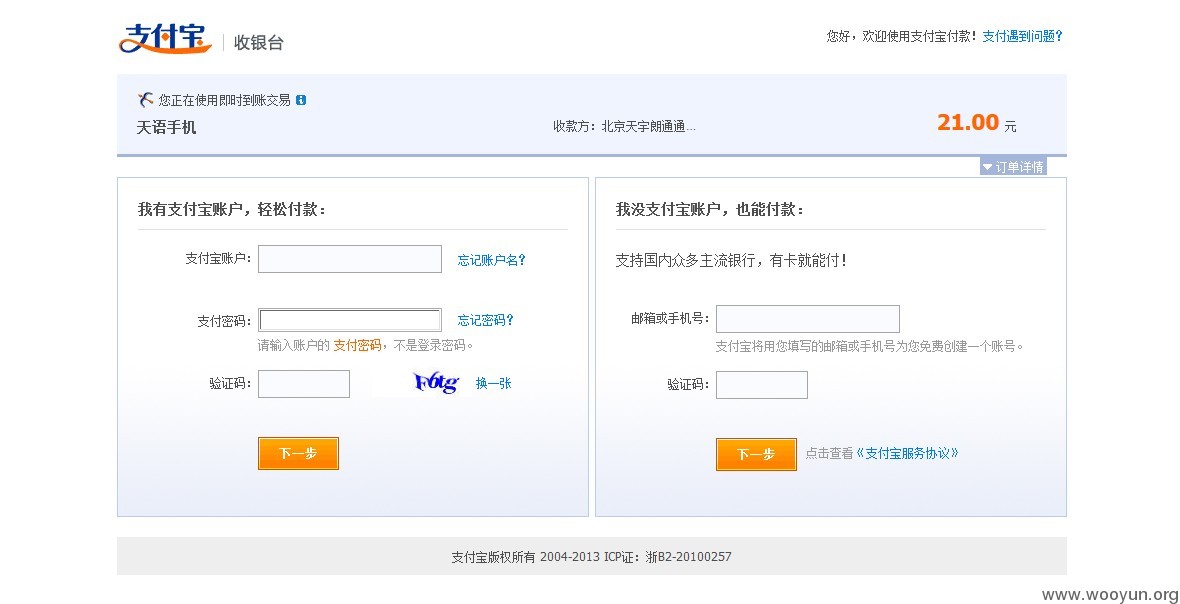 支付宝 收银台
您好，欢迎使用支付宝付款！ 支付遇到问题？
您正在使用即时到账交易
天语手机 收款方：北京天宇朗通通... 21.00 元
订单详情
我有支付宝账户，轻松付款：
支付宝账户： 忘记账户名？
支付密码： 忘记密码？
请输入账户的 支付密码，不是登录密码。
验证码： F6tg 换一张
下一步
我没支付宝账户，也能付款：
支持国内众多主流银行，有卡就能付！
邮箱或手机号：
支付宝将用您填写的邮箱或手机号为您免费创建一个账号。
验证码：
下一步 点击查看《支付宝服务协议》
支付宝版权所有 2004-2013 ICP证：浙B2-20100257
www.wooyun.org